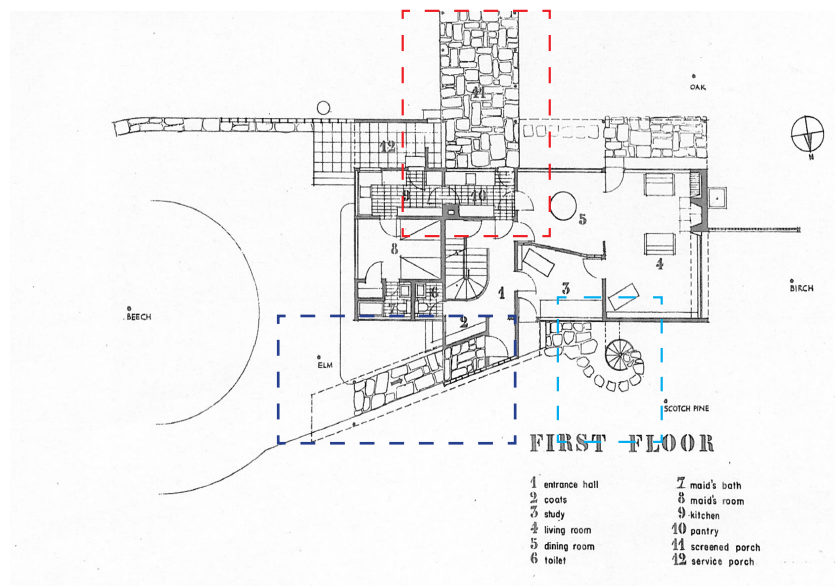 11
OAK
N
12
9
10
5
8
4
6
1
3
7
2
BIRCH
BEECH
ELM
SCOTCH PINE
FIRST FLOOR
1 entrance hall
2 coats
3 study
4 living room
5 dining room
6 toilet
7 maid's bath
8 maid's room
9 kitchen
10 pantry
11 screened porch
12 service porch